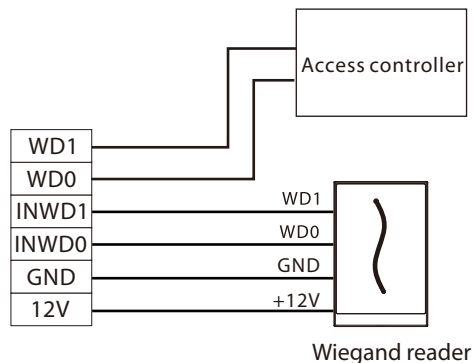 Access controller
WD1
WD0
INWD1
INWD0
GND
12V
WD1
WD0
GND
+12V
Wiegand reader